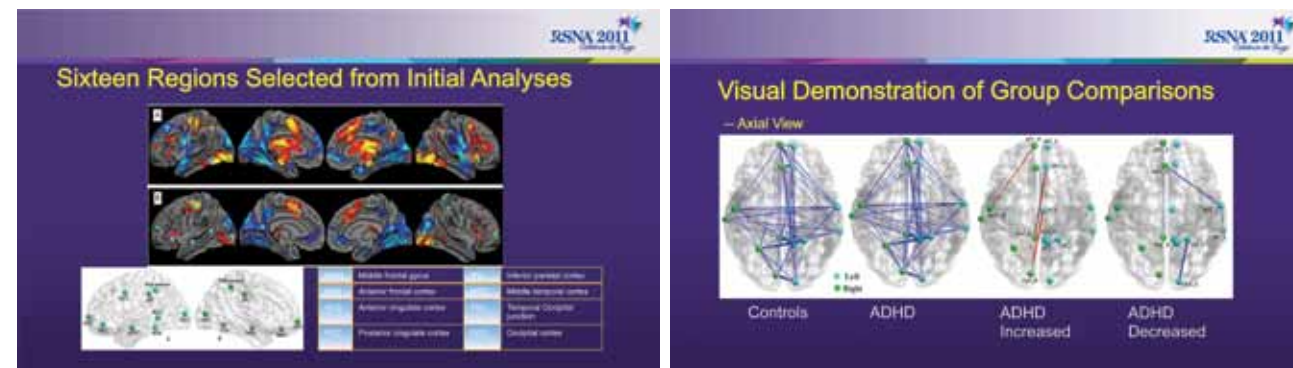 RSNA 2011
Sixteen Regions Selected from Initial Analyses
A
B
Middle frontal gyrus
Inferior parietal cortex
Anterior frontal cortex
Middle temporal cortex
Anterior cingulate cortex
Temporal Occipital
junction
Posterior cingulate cortex
Occipital cortex
RSNA 2011
Visual Demonstration of Group Comparisons
– Axial View
Left
Right
Controls
ADHD
ADHD
Increased
ADHD
Decreased